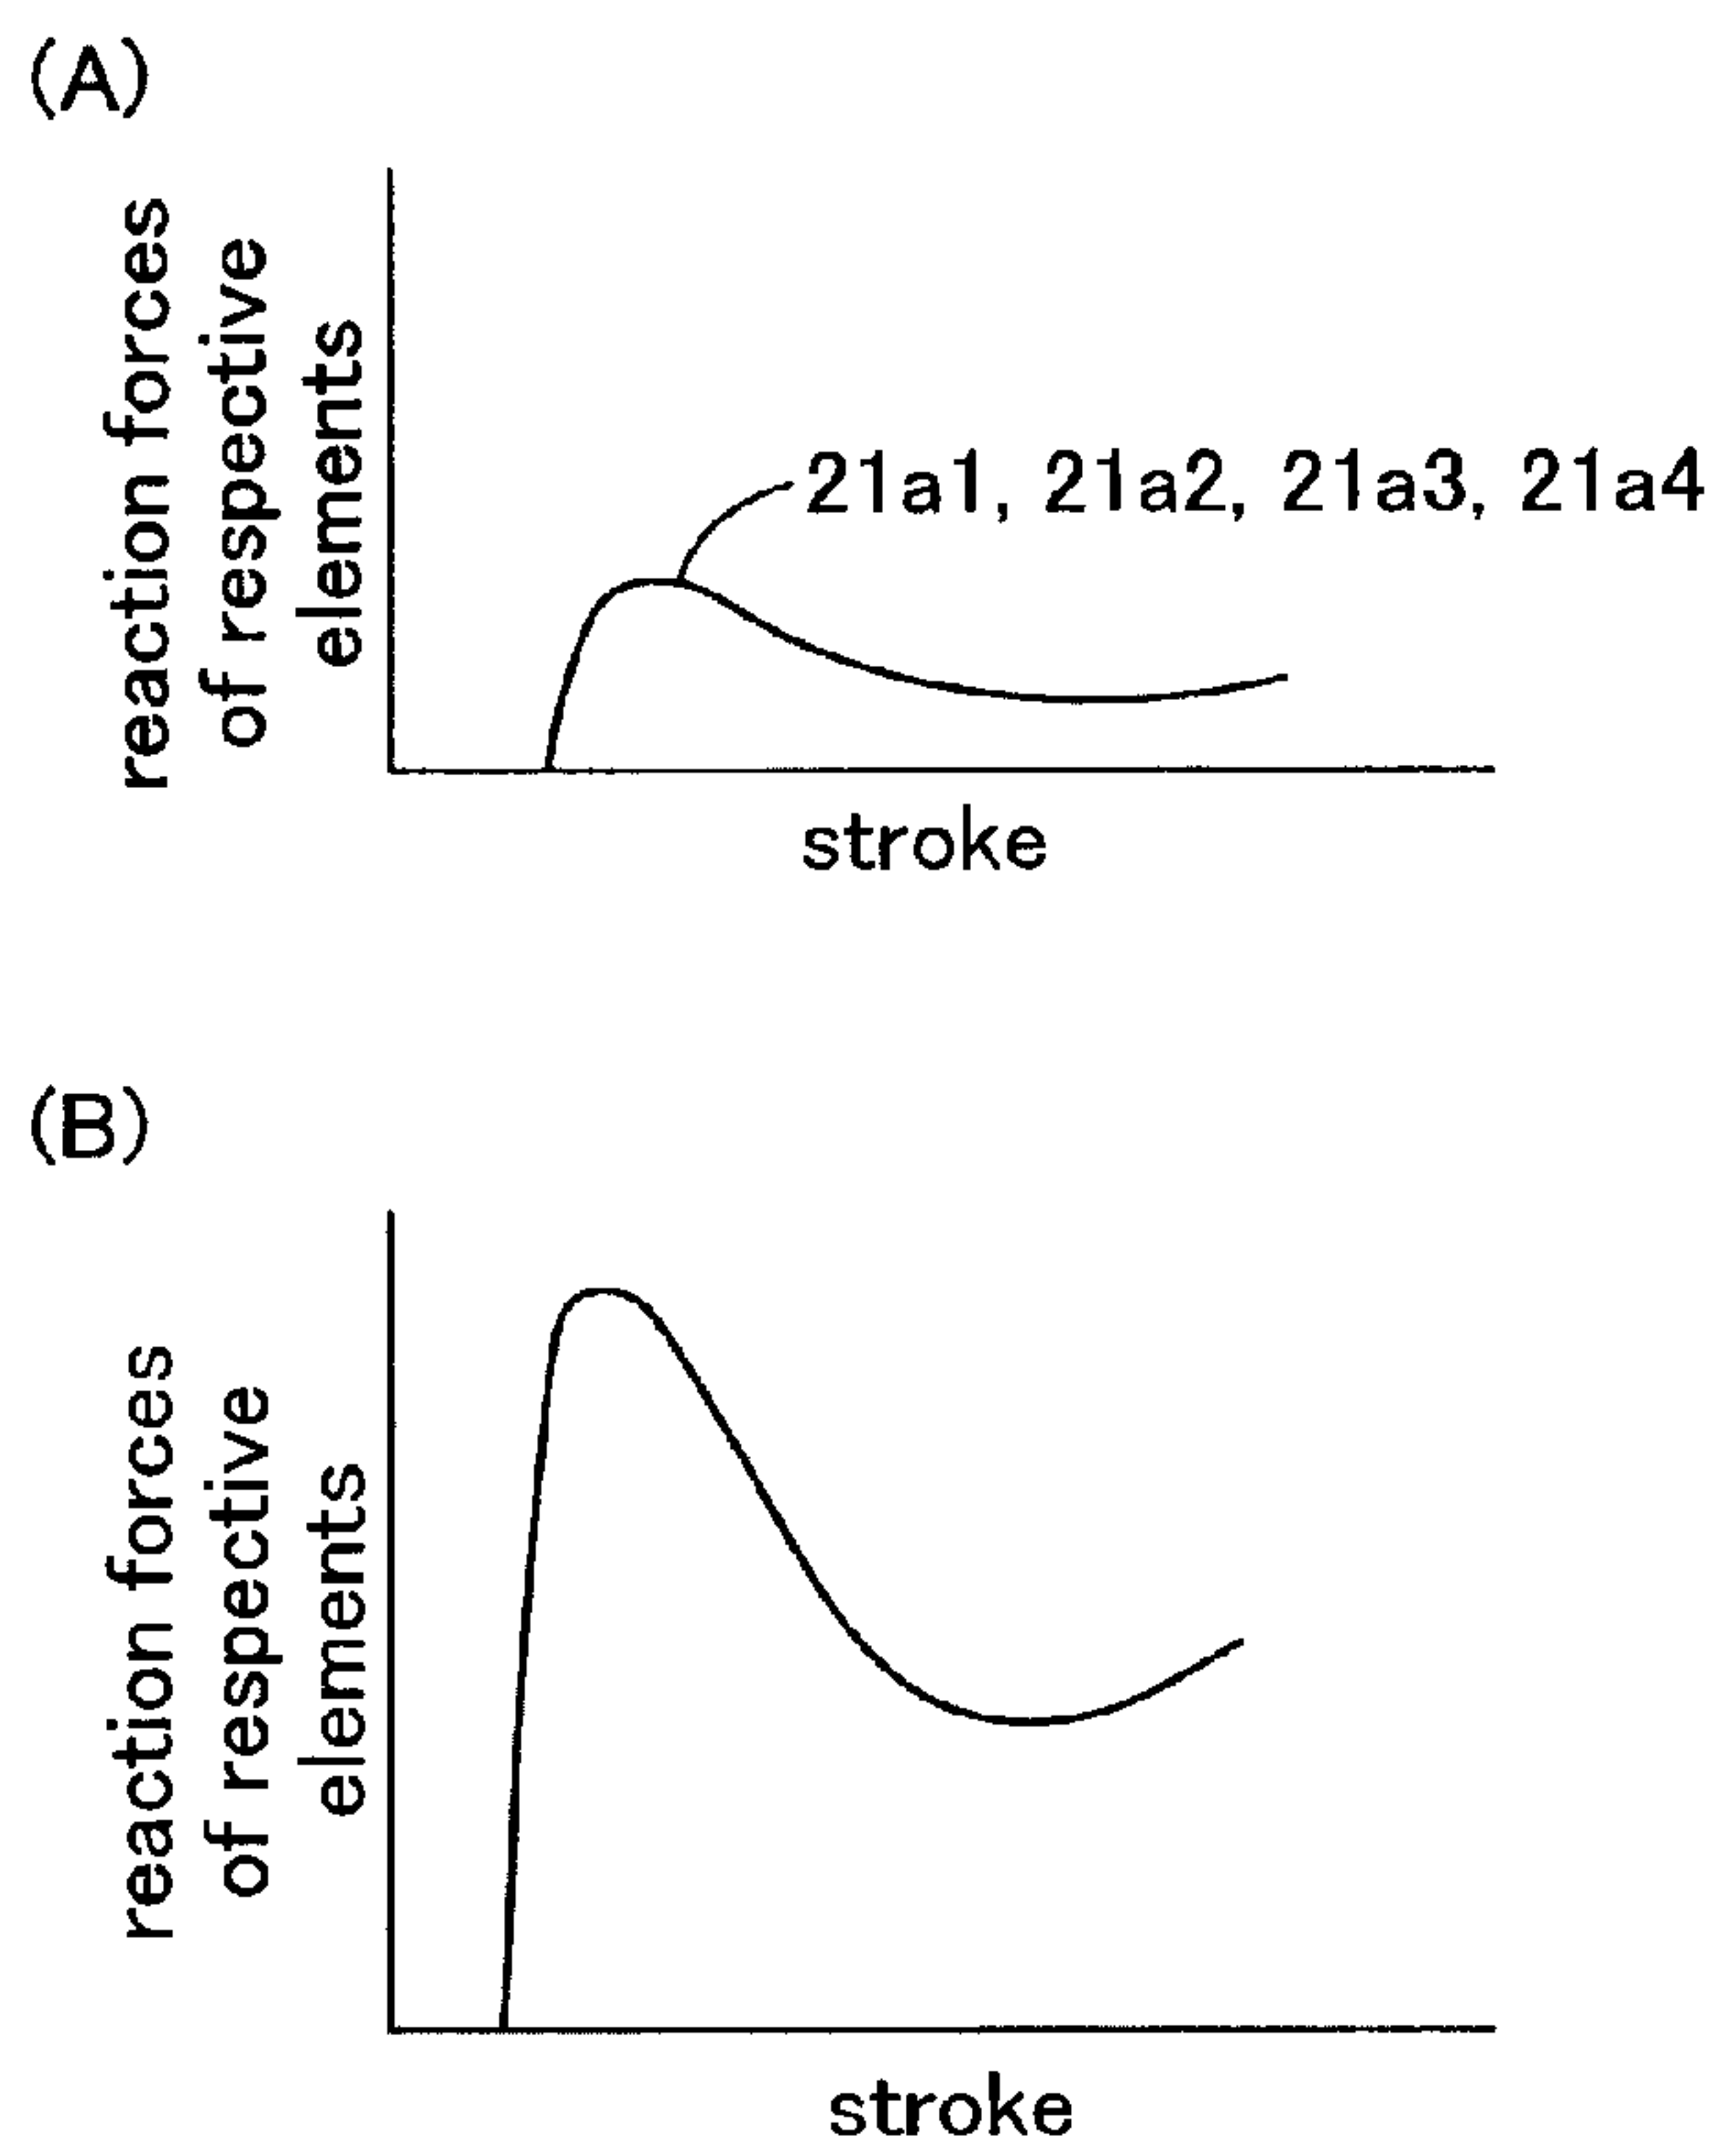 (A)
reaction forces
of respective
elements
21a1, 21a2, 21a3, 21a4
stroke
(B)
reaction forces
of respective
elements
stroke